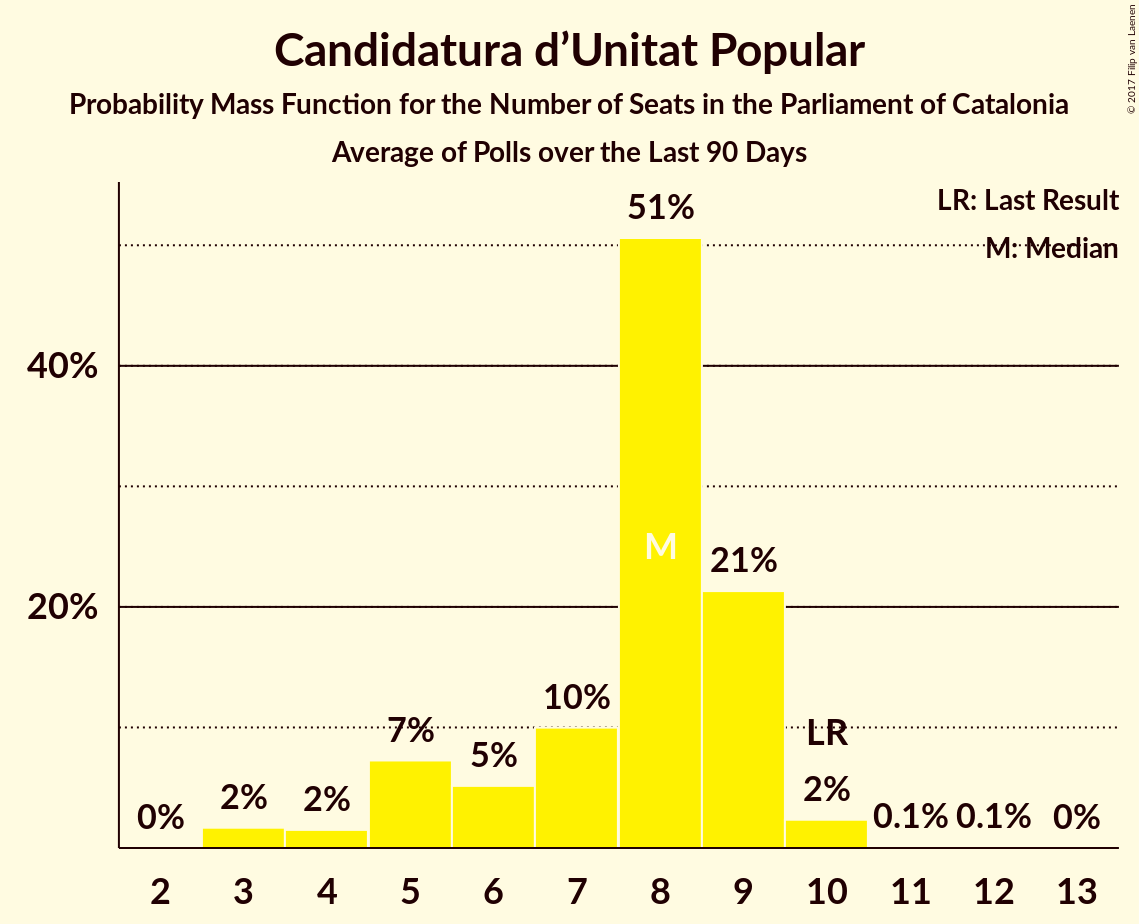 Candidatura d’Unitat Popular
Probability Mass Function for the Number of Seats in the Parliament of Catalonia
Average of Polls over the Last 90 Days
© 2017 Filip van Laenen
LR: Last Result
M: Median
51%
40%
M
21%
20%
10%
7%
LR
5%
2%
2%
2%
0%
0.1%
0.1%
0%
2 3 4 5 6 7 8 9 10 11 12 13